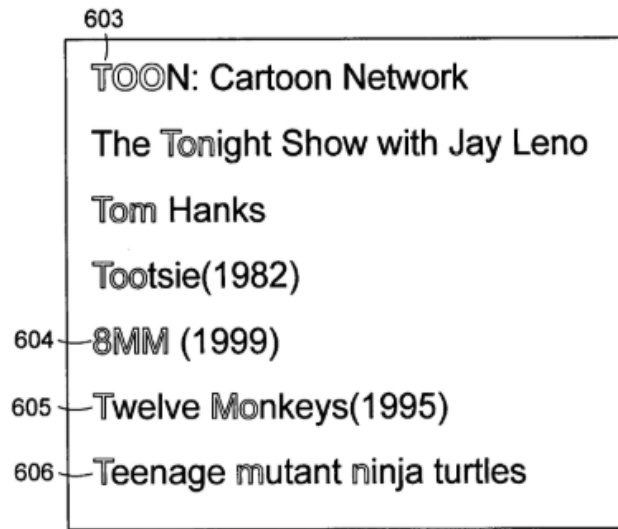 603
TOON: Cartoon Network
The Tonight Show with Jay Leno
Tom Hanks
Tootsie(1982)
604 8MM (1999)
605 Twelve Monkeys(1995)
606 Teenage mutant ninja turtles